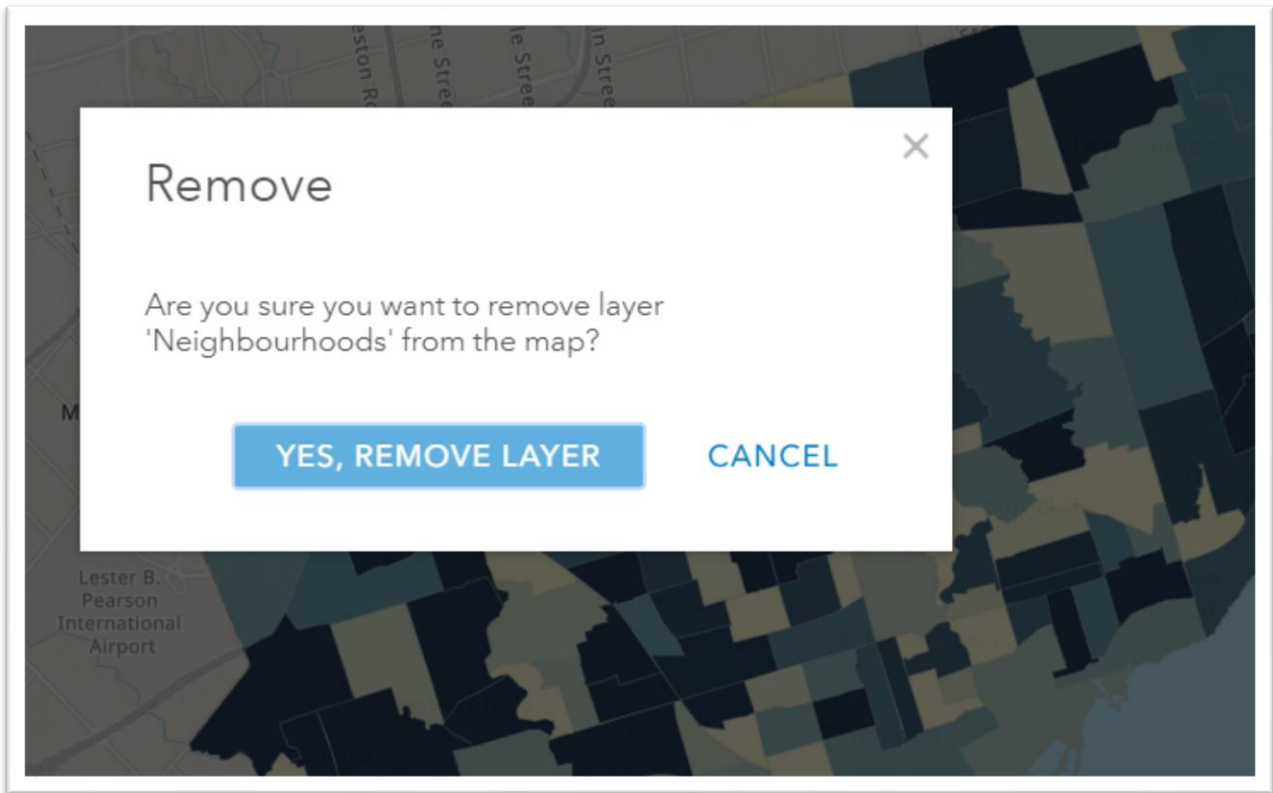 Remove
Are you sure you want to remove layer
'Neighbourhoods' from the map?
YES, REMOVE LAYER
CANCEL
Lester B.
Pearson
International
Airport